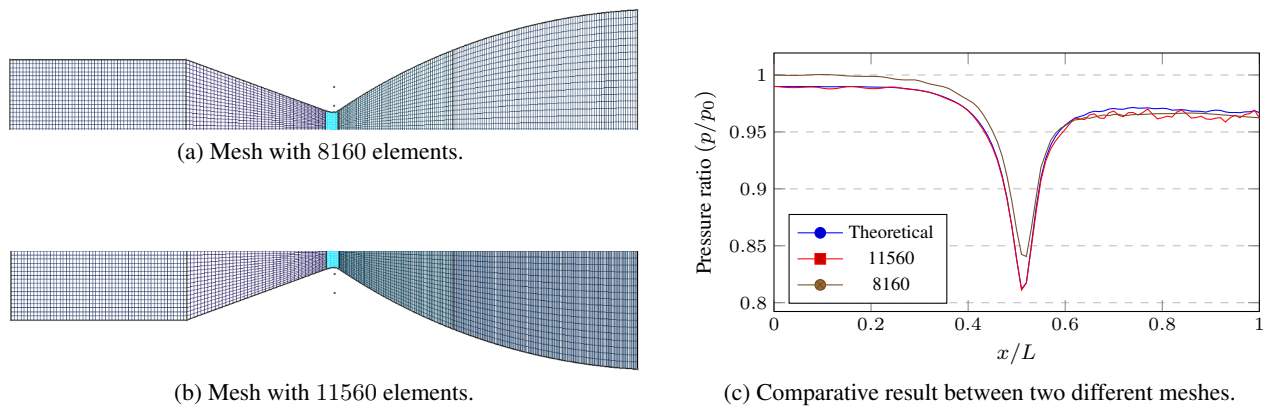 (a) Mesh with 8160 elements.
(b) Mesh with 11560 elements.
Pressure ratio (p/p₀)
1
0.95
0.9
0.85
0.8
Theoretical
11560
8160
0
0.2
0.4
0.6
0.8
1
x/L
(c) Comparative result between two different meshes.